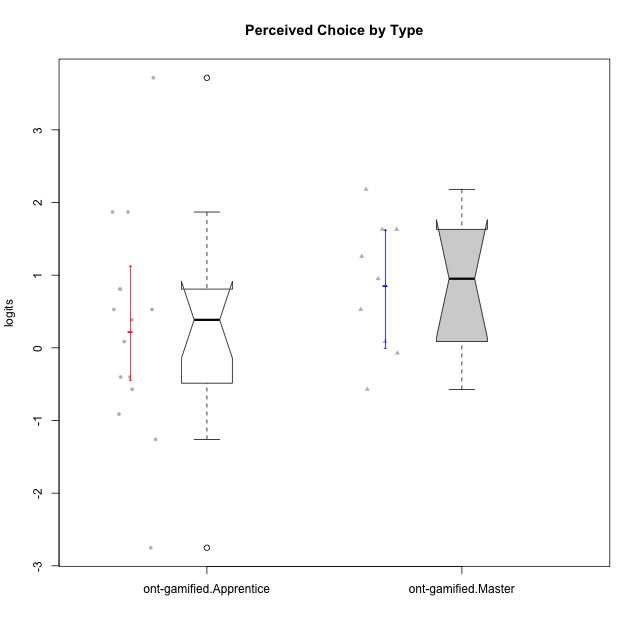 Perceived Choice by Type
logits
3
2
1
0
-1
-2
-3
ont-gamified.Apprentice
ont-gamified.Master